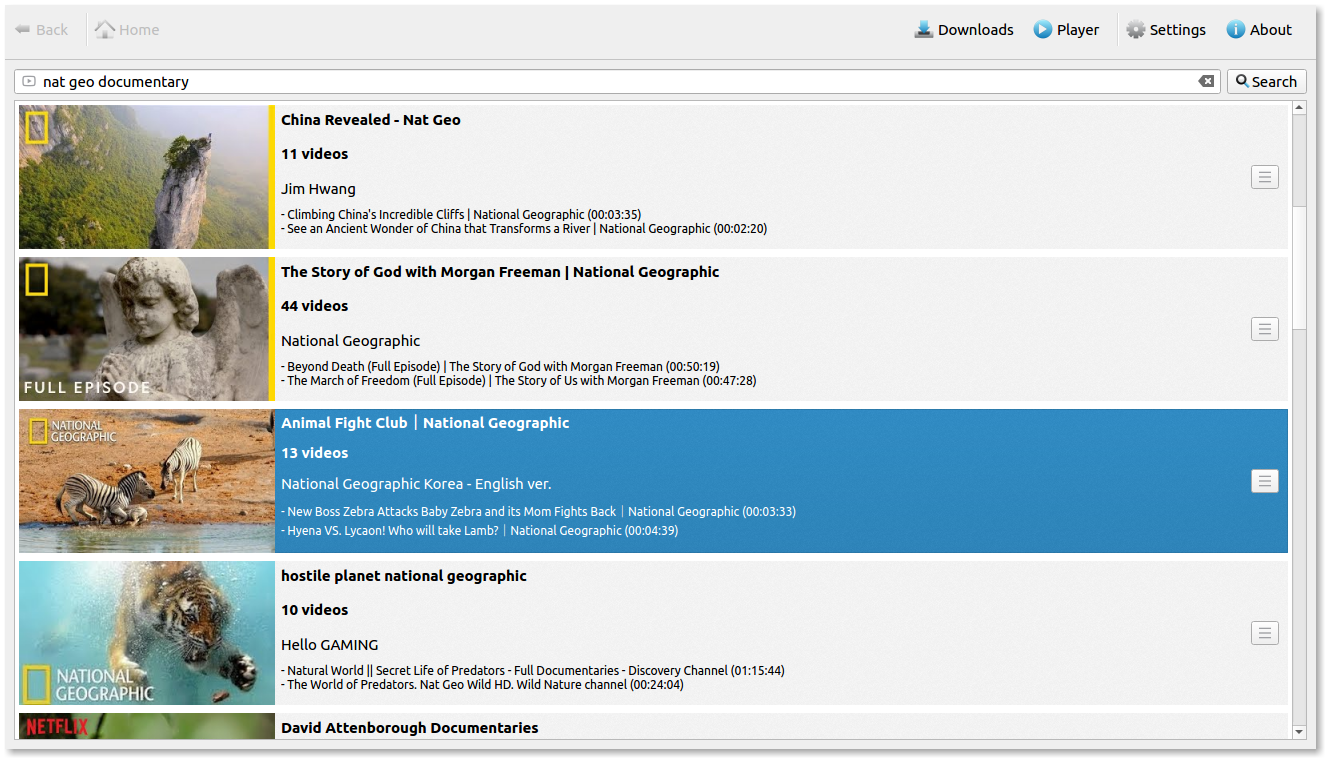 Back
Home
Downloads
Player
Settings
About
nat geo documentary
Search
China Revealed - Nat Geo
11 videos
Jim Hwang
- Climbing China's Incredible Cliffs | National Geographic (00:03:35)
- See an Ancient Wonder of China that Transforms a River | National Geographic (00:02:20)
FULL EPISODE
The Story of God with Morgan Freeman | National Geographic
44 videos
National Geographic
- Beyond Death (Full Episode) | The Story of God with Morgan Freeman (00:50:19)
- The March of Freedom (Full Episode) | The Story of Us with Morgan Freeman (00:47:28)
NATIONAL
GEOGRAPHIC
Animal Fight Club｜National Geographic
13 videos
National Geographic Korea - English ver.
- New Boss Zebra Attacks Baby Zebra and its Mom Fights Back｜National Geographic (00:03:33)
- Hyena VS. Lycaon! Who will take Lamb?｜National Geographic (00:04:39)
NATIONAL
GEOGRAPHIC
hostile planet national geographic
10 videos
Hello GAMING
- Natural World || Secret Life of Predators - Full Documentaries - Discovery Channel (01:15:44)
- The World of Predators. Nat Geo Wild HD. Wild Nature channel (00:24:04)
NETFLIX
David Attenborough Documentaries